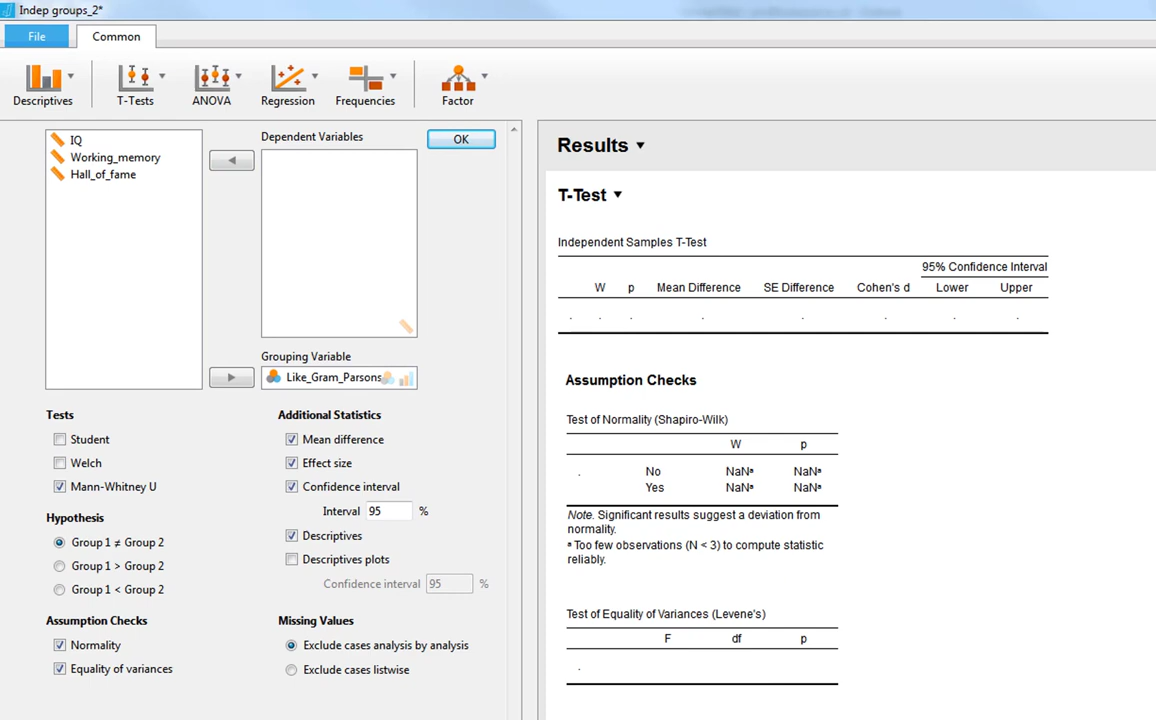 Indep groups_2*
File
Common
Descriptives
T-Tests
ANOVA
Regression
Frequencies
Factor
IQ
Working_memory
Hall_of_fame
Dependent Variables
OK
Grouping Variable
Like_Gram_Parsons
Tests
Student
Welch
Mann-Whitney U
Hypothesis
Group 1 ≠ Group 2
Group 1 > Group 2
Group 1 < Group 2
Assumption Checks
Normality
Equality of variances
Additional Statistics
Mean difference
Effect size
Confidence interval
Interval 95 %
Descriptives
Descriptives plots
Confidence interval 95 %
Missing Values
Exclude cases analysis by analysis
Exclude cases listwise
Results
T-Test
Independent Samples T-Test
95% Confidence Interval
W p Mean Difference SE Difference Cohen's d Lower Upper
. . . . . . . .
Assumption Checks
Test of Normality (Shapiro-Wilk)
W p
. No NaNᵃ NaNᵃ
Yes NaNᵃ NaNᵃ
Note. Significant results suggest a deviation from
normality.
ᵃ Too few observations (N < 3) to compute statistic
reliably.
Test of Equality of Variances (Levene's)
F df p
.